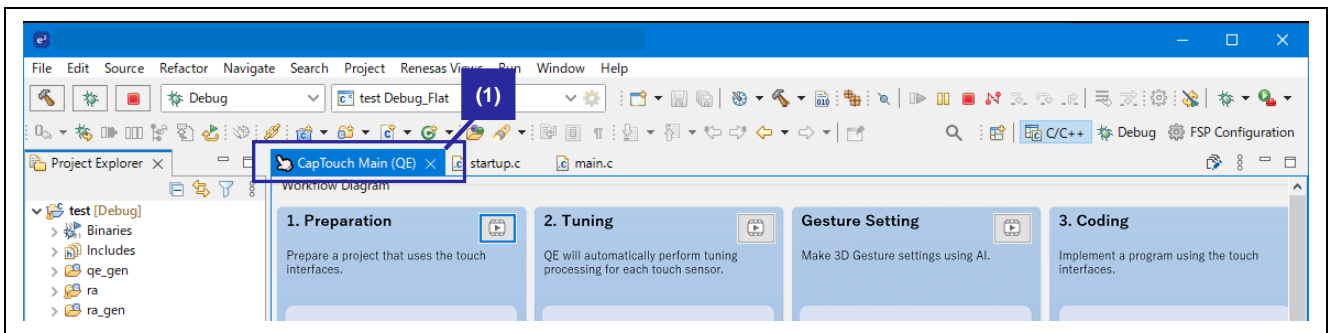 e²
File Edit Source Refactor Navigate Search Project Renesas Views Run Window Help
Debug
test Debug_Flat
(1)
C/C++ Debug FSP Configuration
Project Explorer
CapTouch Main (QE) startup.c main.c
Workflow Diagram
test [Debug]
Binaries
Includes
qe_gen
ra
ra_gen
1. Preparation
Prepare a project that uses the touch
interfaces.
2. Tuning
QE will automatically perform tuning
processing for each touch sensor.
Gesture Setting
Make 3D Gesture settings using AI.
3. Coding
Implement a program using the touch
interfaces.